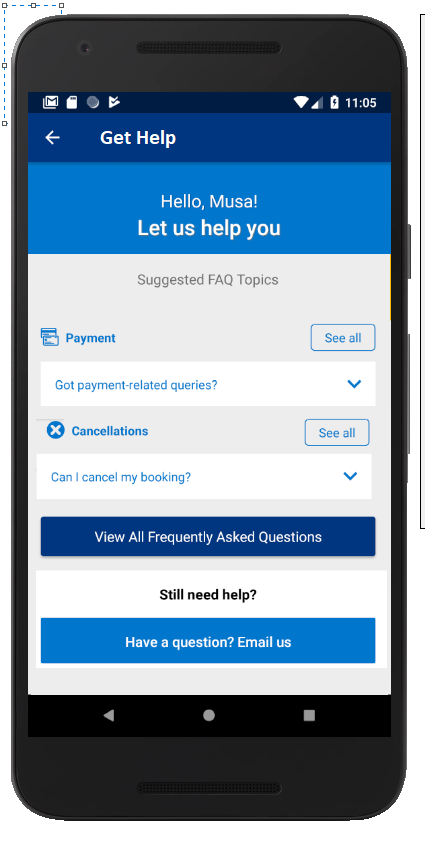 11:05
Get Help
Hello, Musa!
Let us help you
Suggested FAQ Topics
Payment
See all
Got payment-related queries?
Cancellations
See all
Can I cancel my booking?
View All Frequently Asked Questions
Still need help?
Have a question? Email us